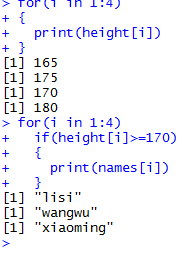 > for(i in 1:4)
+ {
+   print(height[i])
+ }
[1] 165
[1] 175
[1] 170
[1] 180
> for(i in 1:4)
+   if(height[i]>=170)
+   {
+     print(names[i])
+   }
[1] "lisi"
[1] "wangwu"
[1] "xiaoming"
>